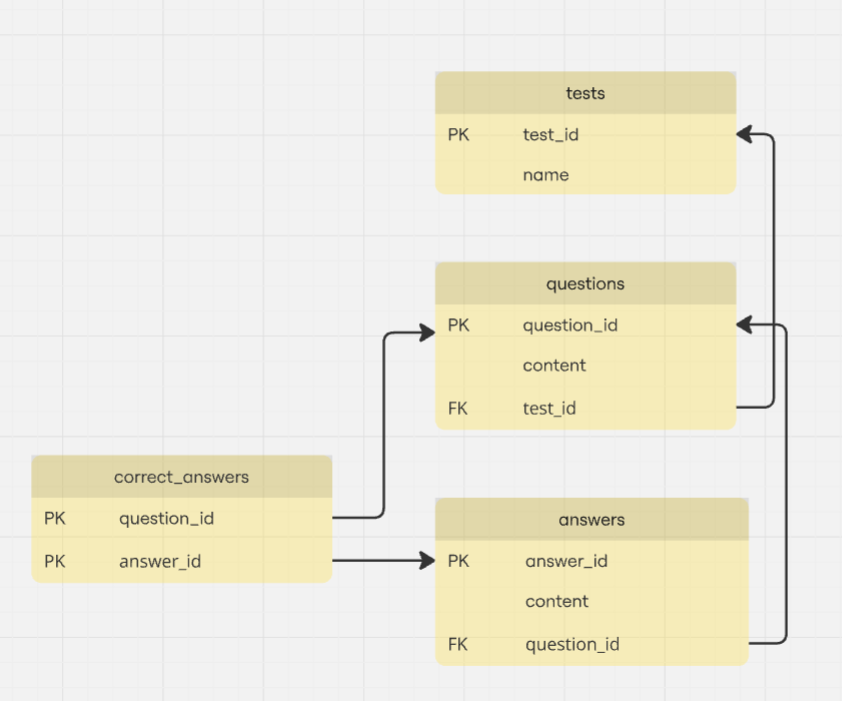 tests
PK test_id
name
questions
PK question_id
content
FK test_id
correct_answers
PK question_id
PK answer_id
answers
PK answer_id
content
FK question_id